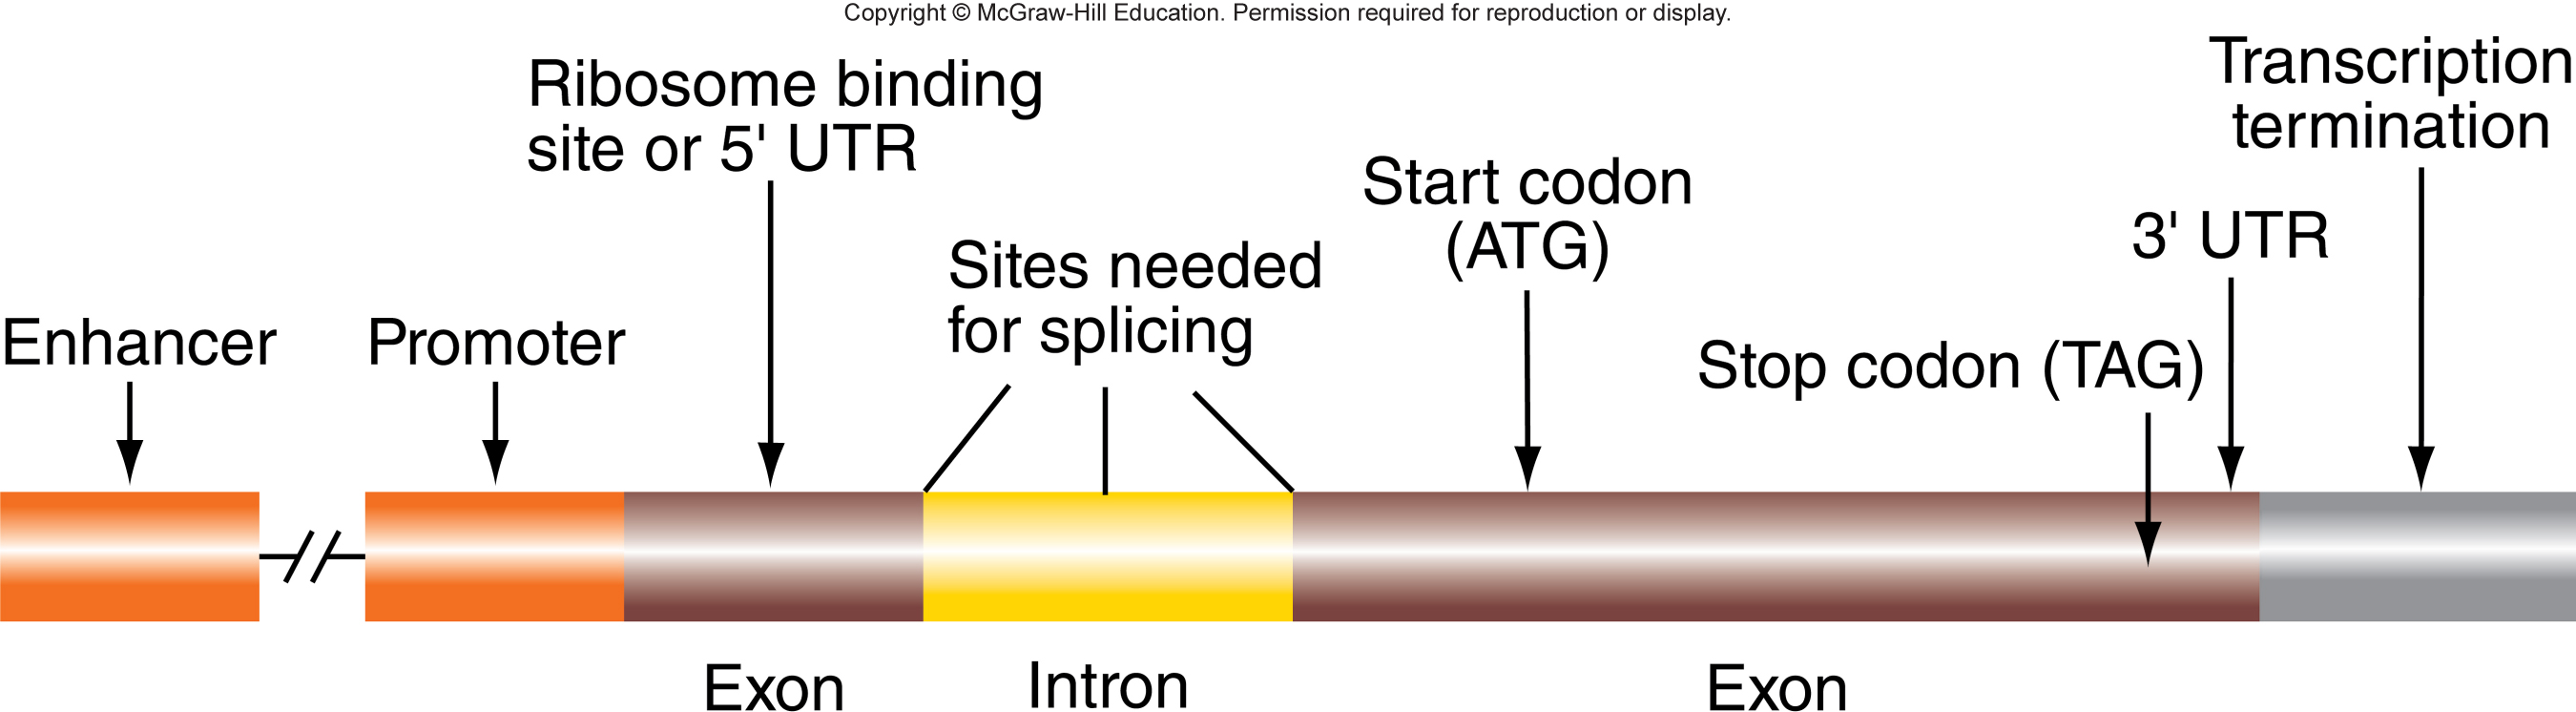 Copyright © McGraw-Hill Education. Permission required for reproduction or display.
Enhancer
Promoter
Ribosome binding
site or 5' UTR
Sites needed
for splicing
Start codon
(ATG)
Stop codon (TAG)
3' UTR
Transcription
termination
Exon
Intron
Exon